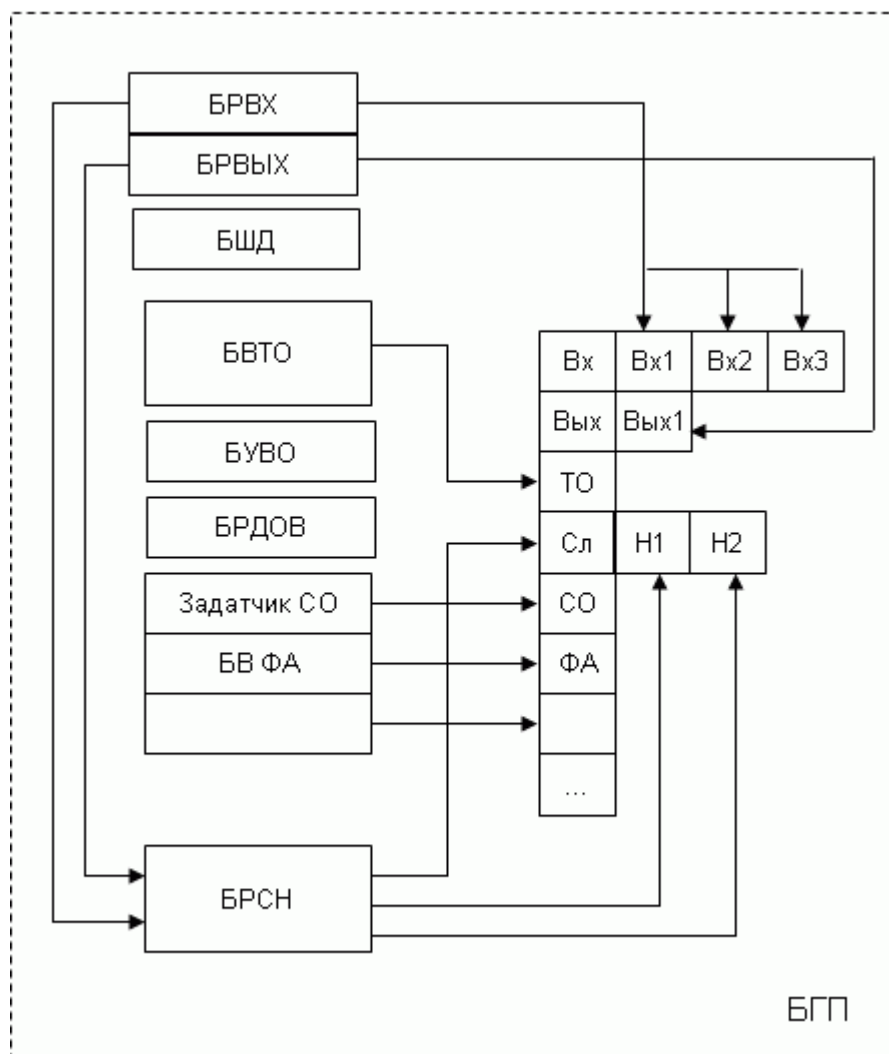 БРВХ
БРВЫХ
БШД
БВТО
Вх Вх1 Вх2 Вх3
Вых Вых1
БУВО
ТО
БРДОВ
Сл Н1 Н2
Задатчик СО
СО
БВ ФА
ФА
...
БРСН
БГП